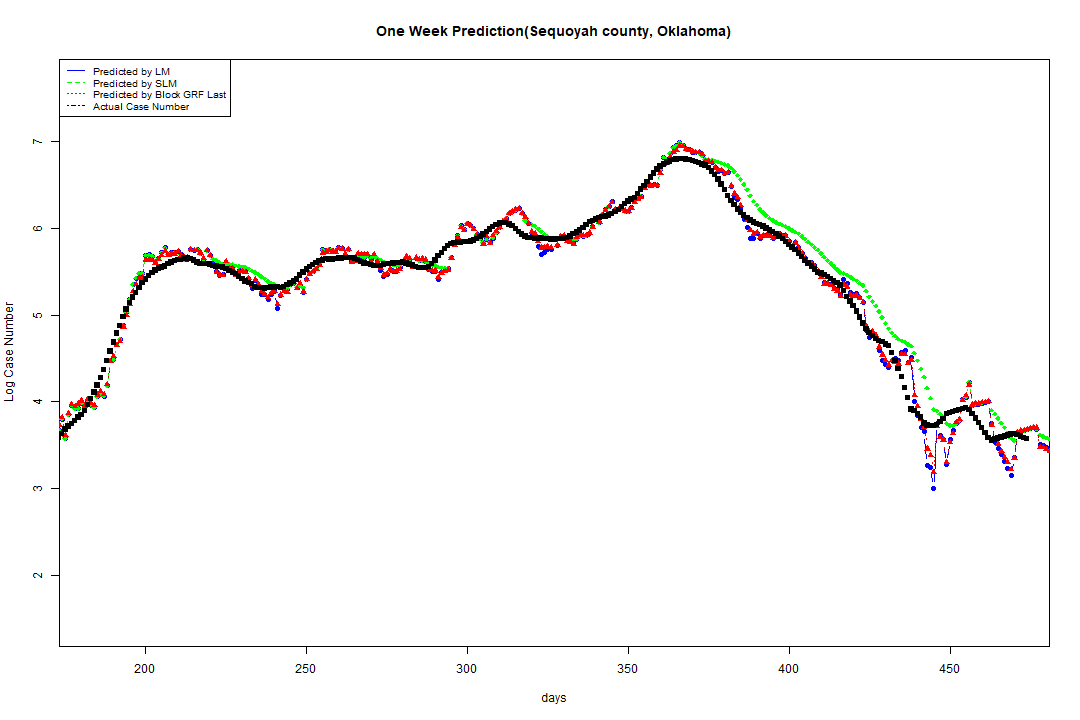 One Week Prediction(Sequoyah county, Oklahoma)
Predicted by LM
Predicted by SLM
Predicted by Block GRF Last
Actual Case Number
Log Case Number
7
6
5
4
3
2
200 250 300 350 400 450
days